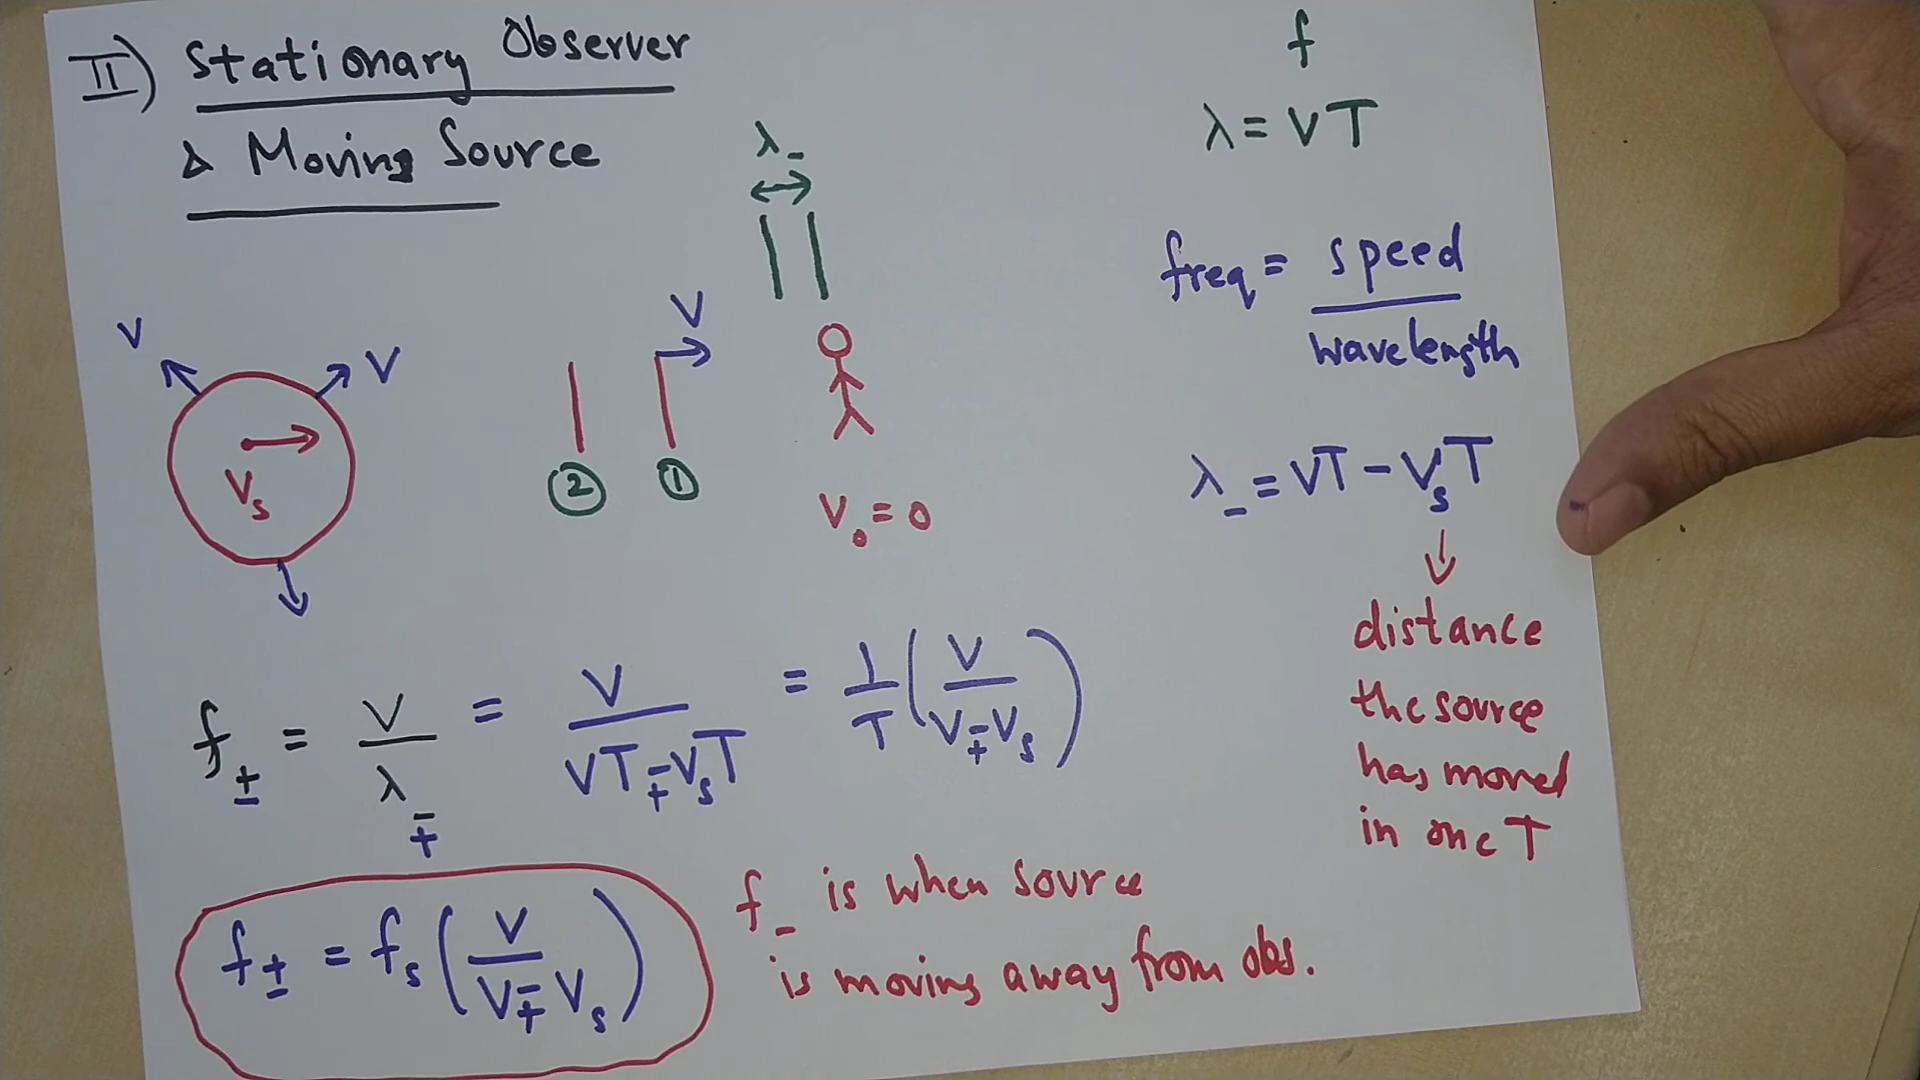 II) Stationary Observer
& Moving Source
f
λ = VT
λ₋
freq = speed / wavelength
V
V
V
Vₛ
② ①
V₀ = 0
λ₋ = VT - VₛT
↓
distance
the source
has moved
in one T
f± = V / λ∓ = V / (VT ∓ VₛT) = 1/T (V / (V ∓ Vₛ))
f± = fₛ (V / (V ∓ Vₛ))
f₋ is when source
is moving away from obs.